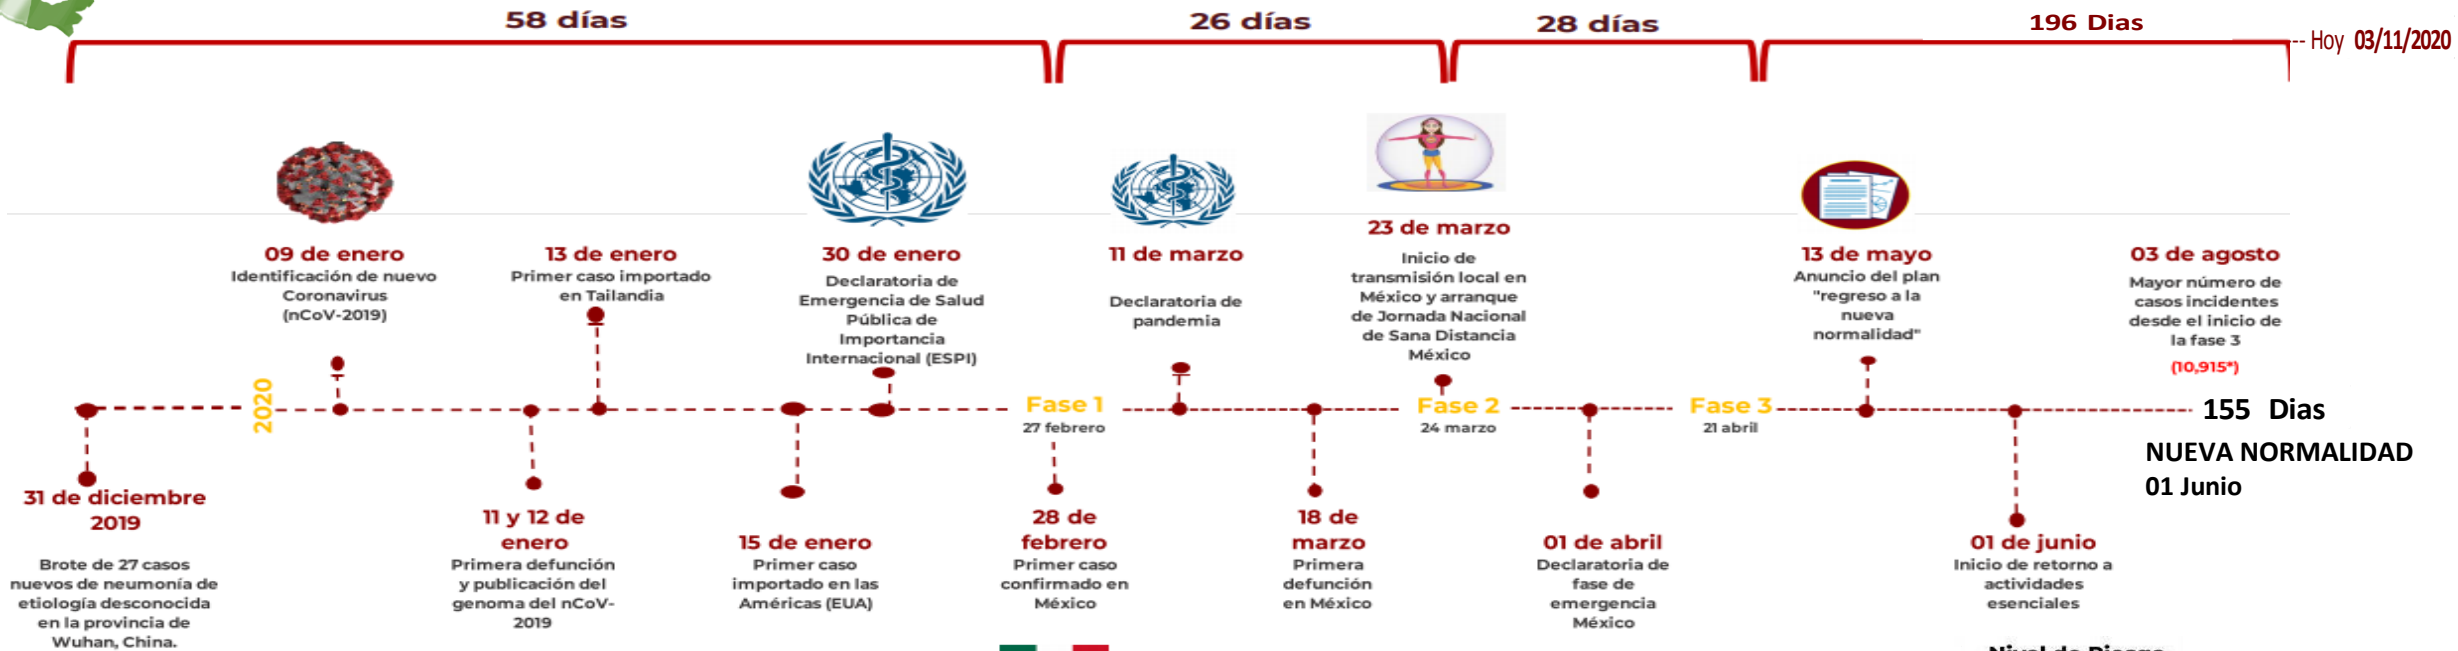 58 días
26 días
28 días
196 Dias
-- Hoy 03/11/2020
09 de enero
Identificación de nuevo
Coronavirus
(nCoV-2019)
13 de enero
Primer caso importado
en Tailandia
30 de enero
Declaratoria de
Emergencia de Salud
Pública de
Importancia
Internacional (ESPI)
11 de marzo
Declaratoria de
pandemia
23 de marzo
Inicio de
transmisión local en
México y arranque
de Jornada Nacional
de Sana Distancia
México
13 de mayo
Anuncio del plan
"regreso a la
nueva
normalidad"
03 de agosto
Mayor número de
casos incidentes
desde el inicio de
la fase 3
(10,915*)
2020
Fase 1
27 febrero
Fase 2
24 marzo
Fase 3
21 abril
155 Dias
NUEVA NORMALIDAD
01 Junio
31 de diciembre
2019
Brote de 27 casos
nuevos de neumonía de
etiología desconocida
en la provincia de
Wuhan, China.
11 y 12 de
enero
Primera defunción
y publicación del
genoma del nCoV-
2019
15 de enero
Primer caso
importado en las
Américas (EUA)
28 de
febrero
Primer caso
confirmado en
México
18 de
marzo
Primera
defunción
en México
01 de abril
Declaratoria de
fase de
emergencia
México
01 de junio
Inicio de retorno a
actividades
esenciales
Nivel de Riesgo